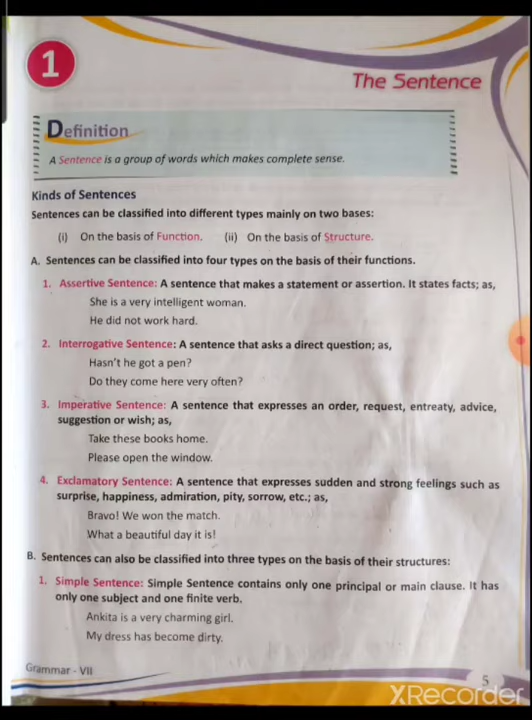 1
The Sentence
Definition
A Sentence is a group of words which makes complete sense.
Kinds of Sentences
Sentences can be classified into different types mainly on two bases:
(i) On the basis of Function. (ii) On the basis of Structure.
A. Sentences can be classified into four types on the basis of their functions.
1. Assertive Sentence: A sentence that makes a statement or assertion. It states facts; as,
She is a very intelligent woman.
He did not work hard.
2. Interrogative Sentence: A sentence that asks a direct question; as,
Hasn't he got a pen?
Do they come here very often?
3. Imperative Sentence: A sentence that expresses an order, request, entreaty, advice,
suggestion or wish; as,
Take these books home.
Please open the window.
4. Exclamatory Sentence: A sentence that expresses sudden and strong feelings such as
surprise, happiness, admiration, pity, sorrow, etc.; as,
Bravo! We won the match.
What a beautiful day it is!
B. Sentences can also be classified into three types on the basis of their structures:
1. Simple Sentence: Simple Sentence contains only one principal or main clause. It has
only one subject and one finite verb.
Ankita is a very charming girl.
My dress has become dirty.
Grammar - VII
5
XRecorder